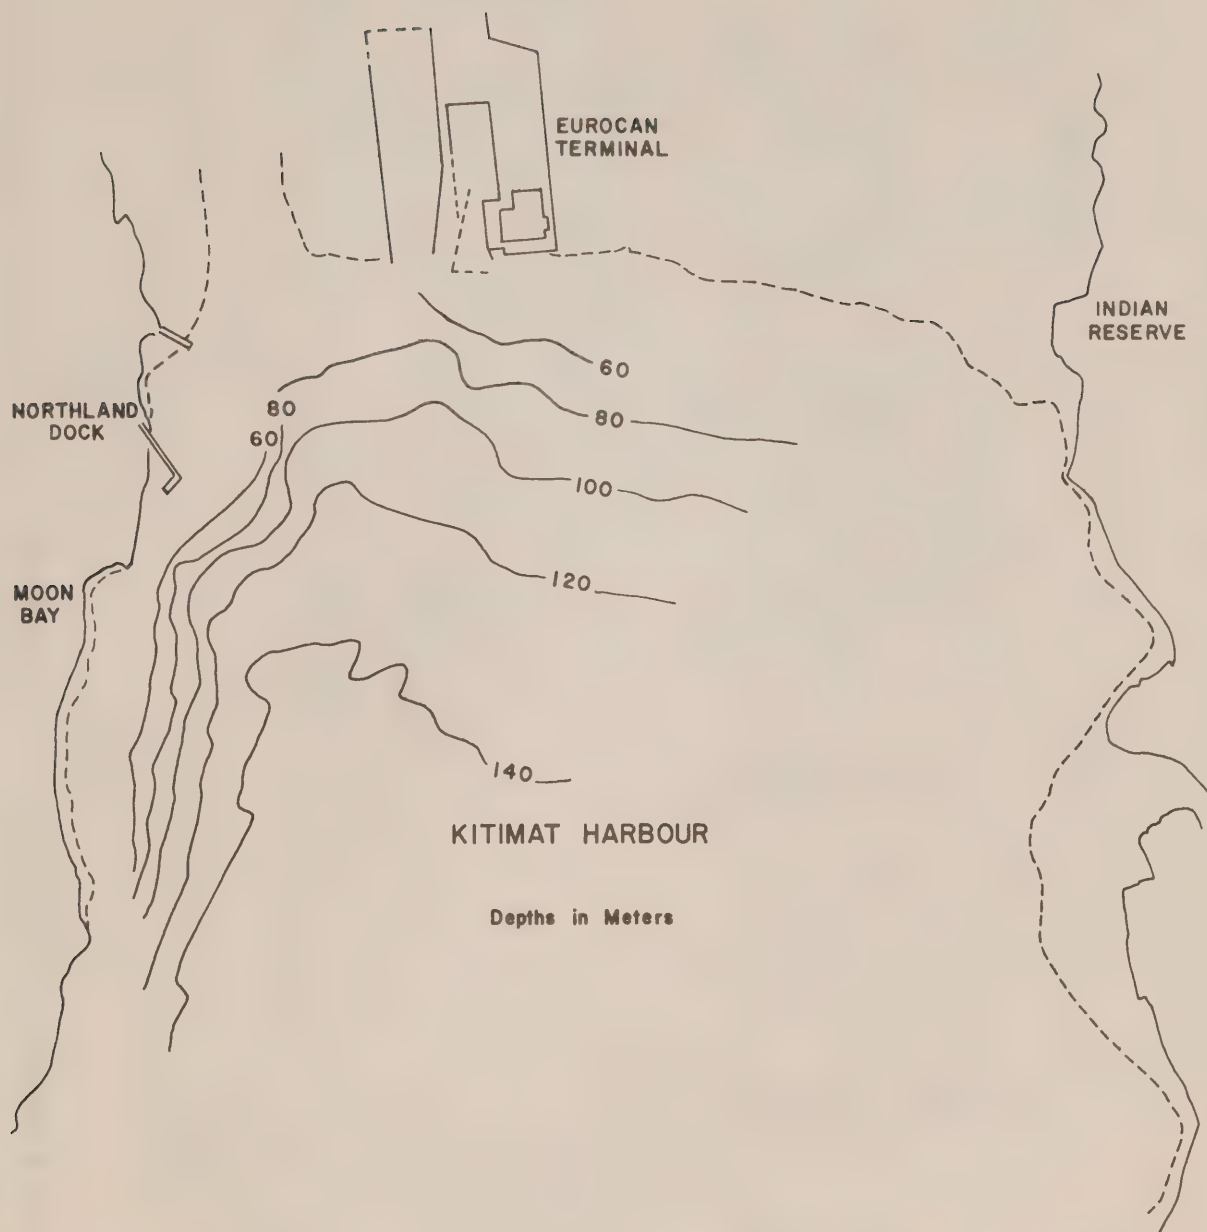 EUROCAN
TERMINAL
INDIAN
RESERVE
60
80
NORTHLAND
DOCK
80
60
100
120
MOON
BAY
140
KITIMAT HARBOUR
Depths in Meters